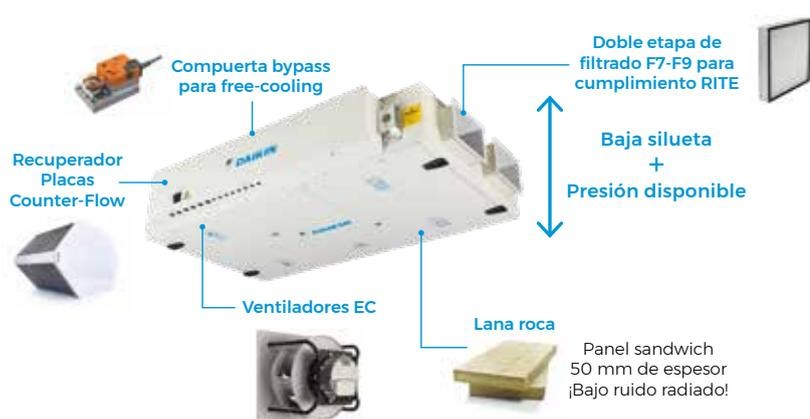 Compuerta bypass
para free-cooling
Doble etapa de
filtrado F7-F9 para
cumplimiento RITE
Baja silueta
+
Presión disponible
Recuperador
Placas
Counter-Flow
DAIKIN
DAIKIN
Ventiladores EC
Lana roca
Panel sandwich
50 mm de espesor
¡Bajo ruido radiado!